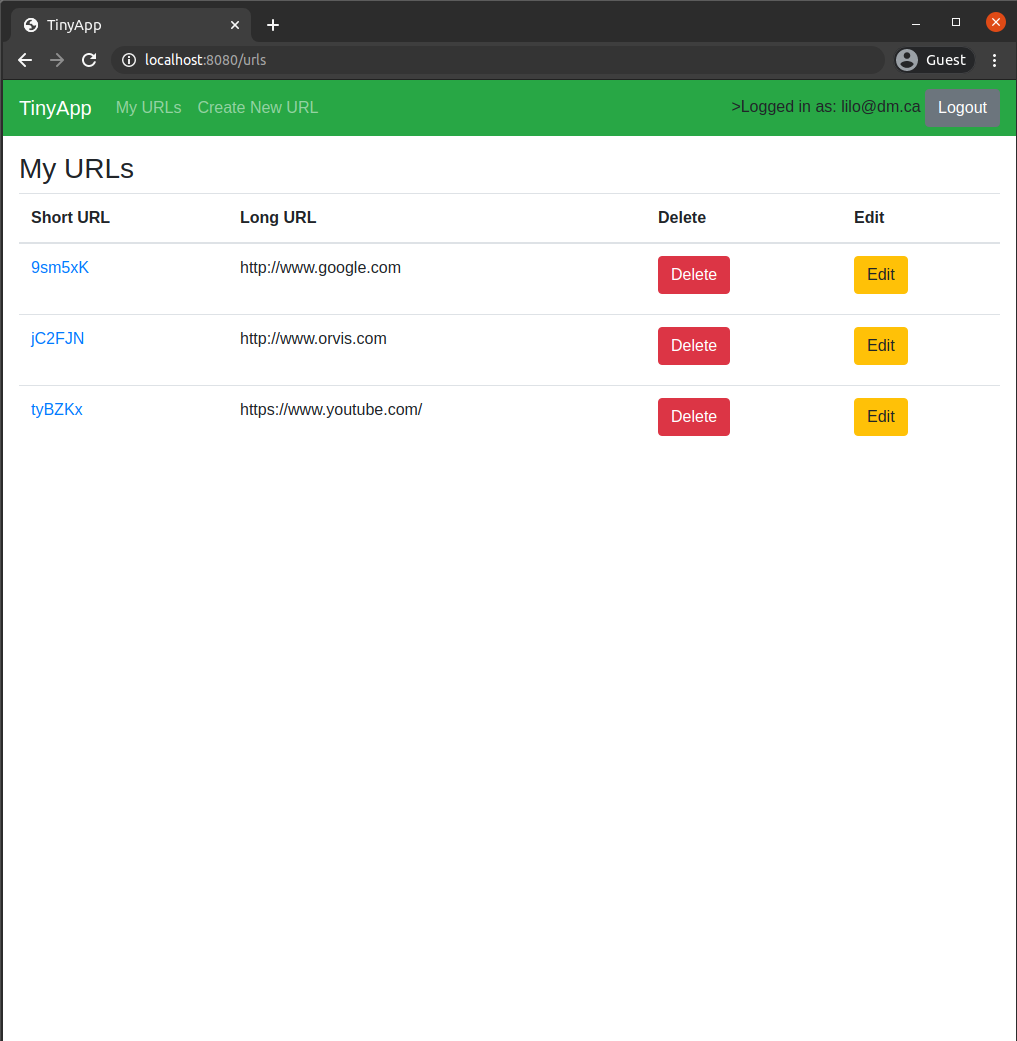 TinyApp
localhost:8080/urls
Guest
TinyApp My URLs Create New URL >Logged in as: lilo@dm.ca Logout
My URLs
Short URL Long URL Delete Edit
9sm5xK http://www.google.com Delete Edit
jC2FJN http://www.orvis.com Delete Edit
tyBZKx https://www.youtube.com/ Delete Edit